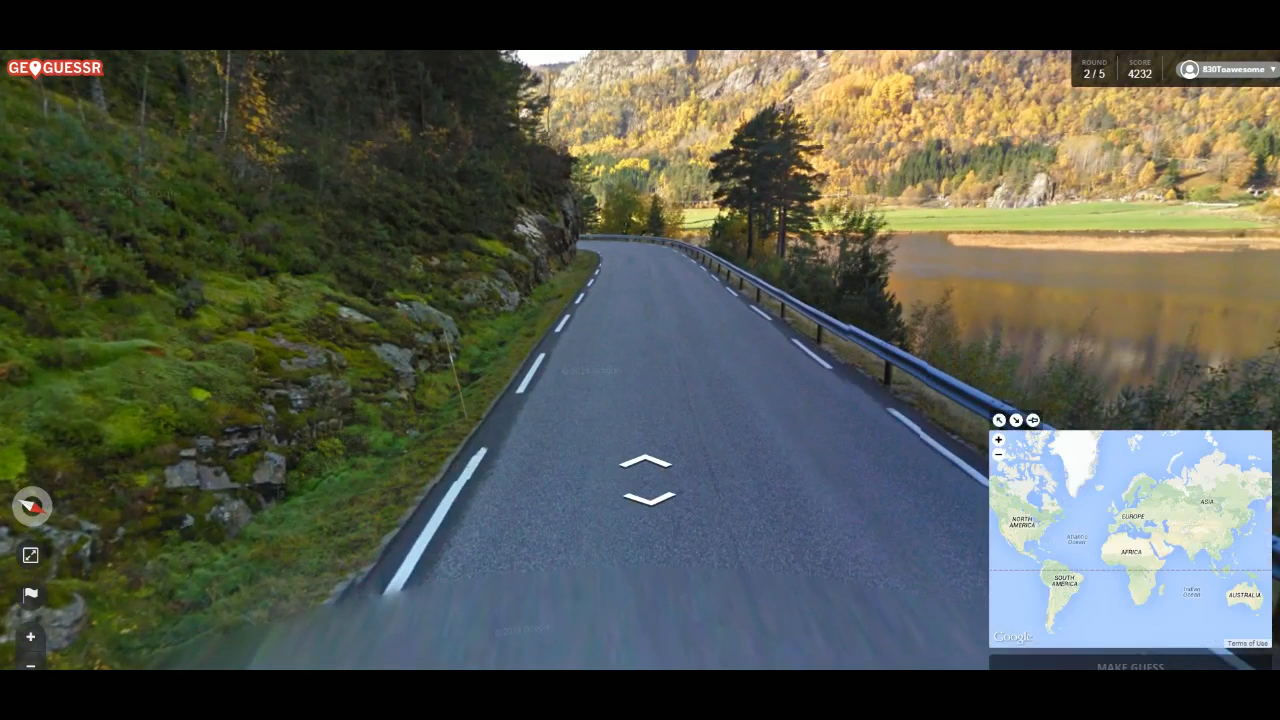 GEOGUESSR
ROUND
2 / 5
SCORE
4232
830Toawesome
NORTH
AMERICA
Atlantic
Ocean
EUROPE
ASIA
AFRICA
SOUTH
AMERICA
Indian
Ocean
AUSTRALIA
Google
Terms of Use
MAKE GUESS